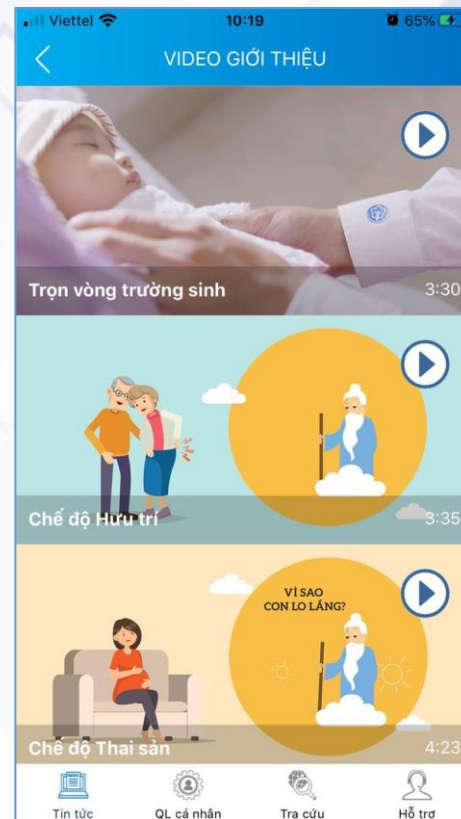 Viettel 10:19 65%
VIDEO GIỚI THIỆU
Trọn vòng trường sinh 3:30
Chế độ Hưu trí 3:35
VÌ SAO
CON LO LẮNG?
Chế độ Thai sản 4:23
Tin tức QL cá nhân Tra cứu Hỗ trợ